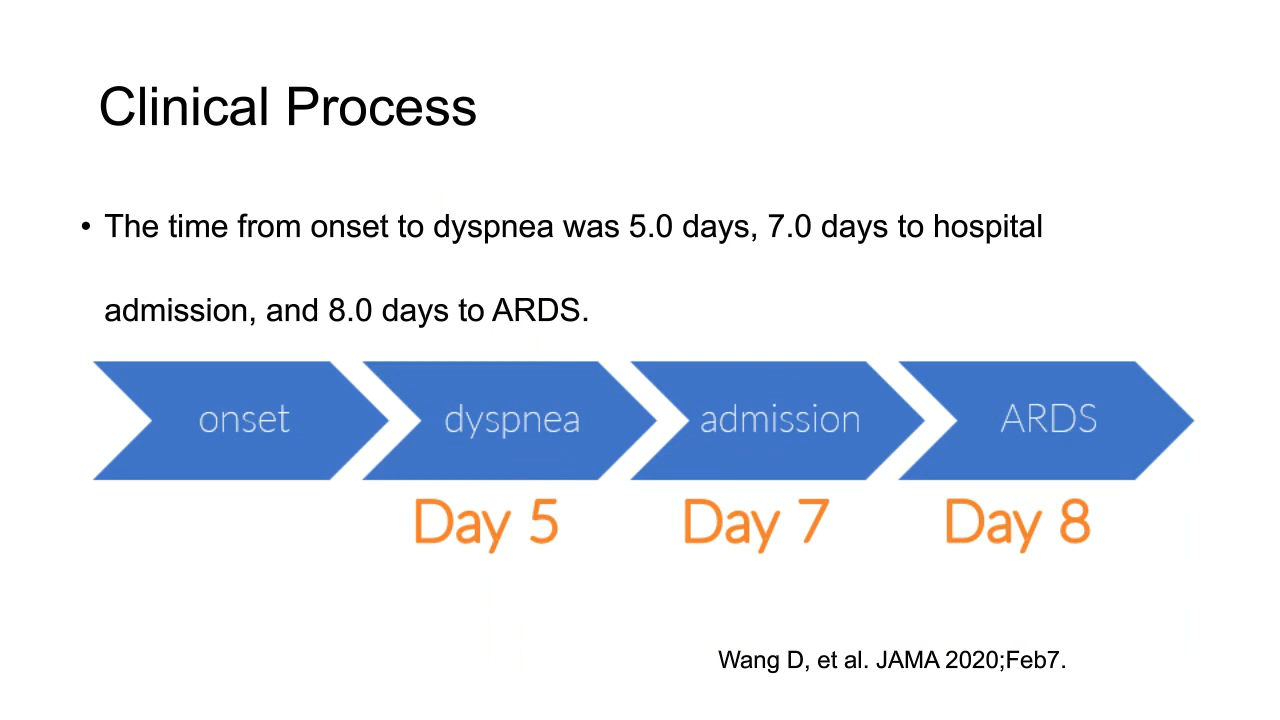 Clinical Process
• The time from onset to dyspnea was 5.0 days, 7.0 days to hospital
admission, and 8.0 days to ARDS.
onset dyspnea admission ARDS
Day 5 Day 7 Day 8
Wang D, et al. JAMA 2020;Feb7.